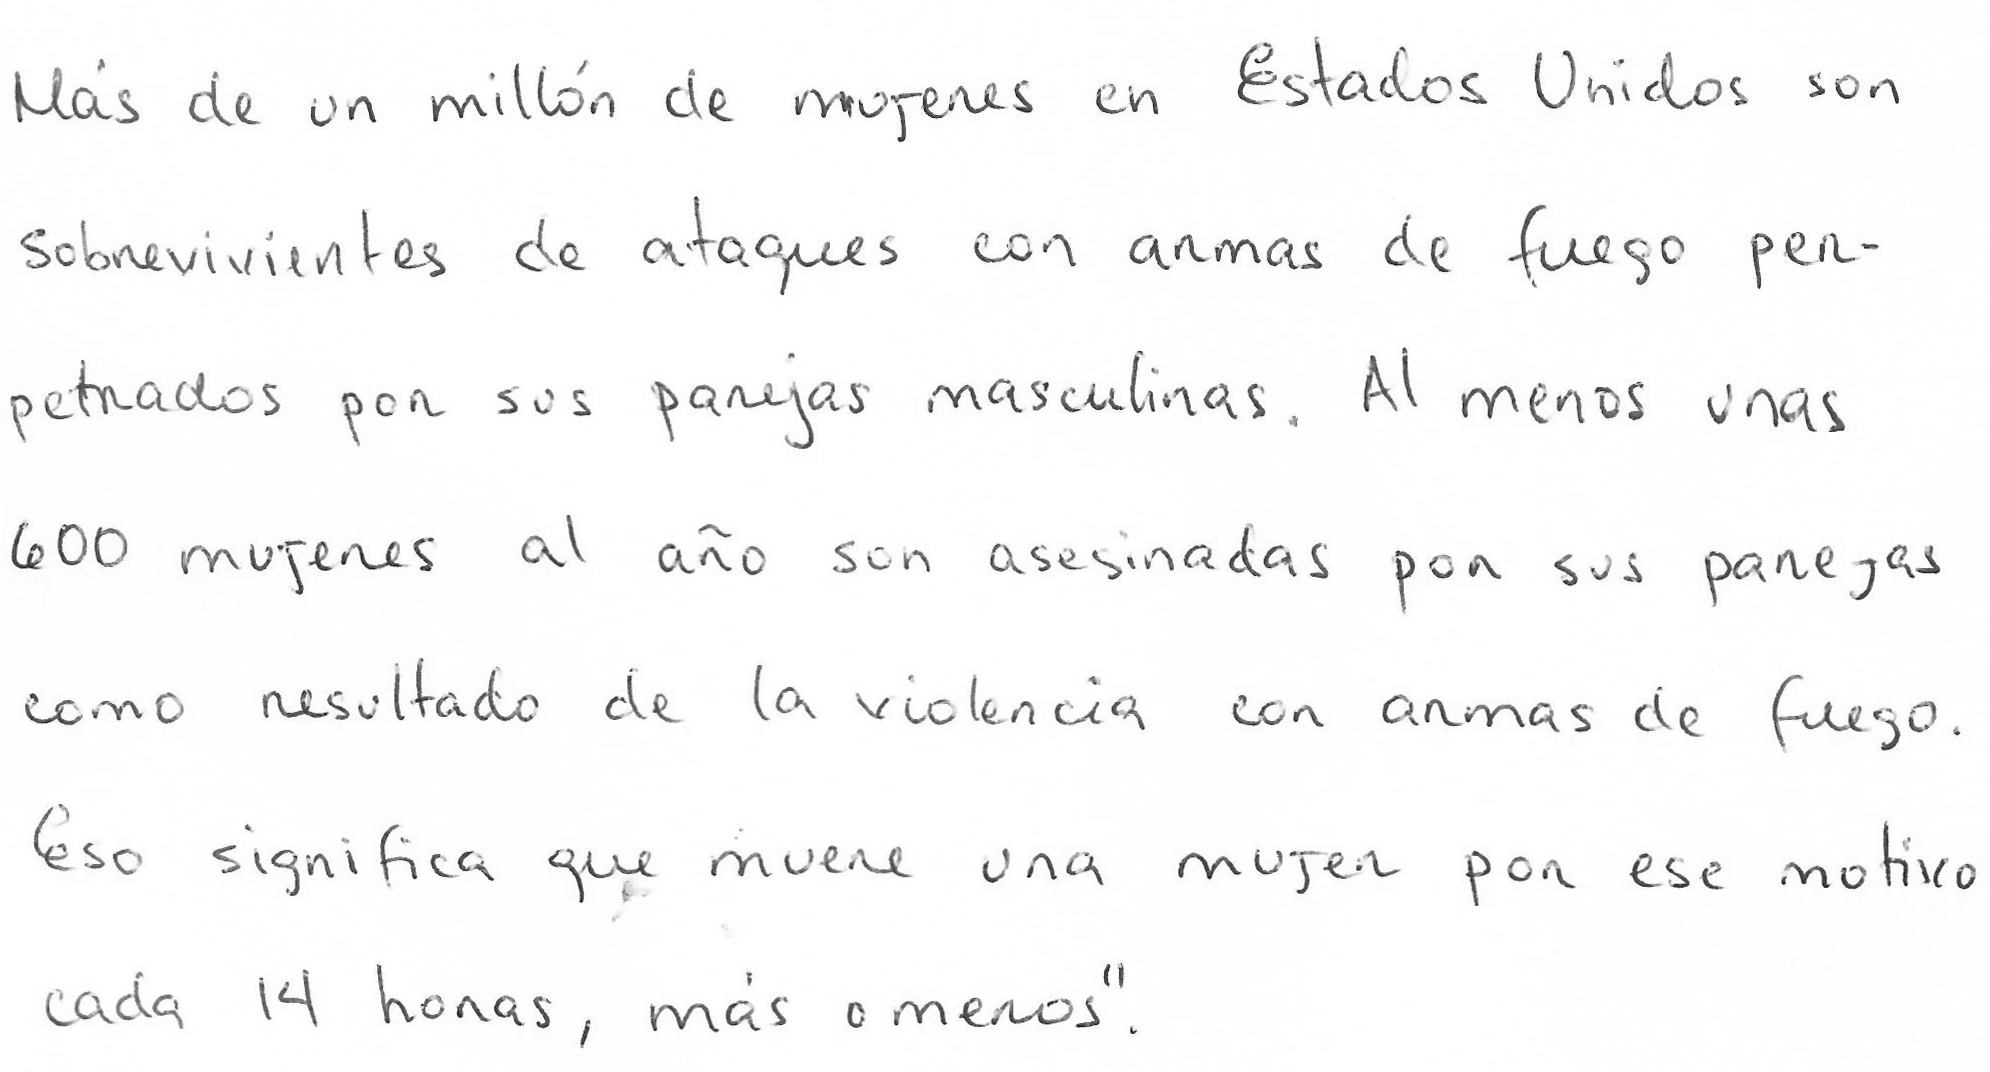 Más de un millón de mujeres en Estados Unidos son
sobrevivientes de ataques con armas de fuego per-
petrados por sus parejas masculinas. Al menos unas
600 mujeres al año son asesinadas por sus parejas
como resultado de la violencia con armas de fuego.
Eso significa que muere una mujer por ese motivo
cada 14 horas, más o menos".